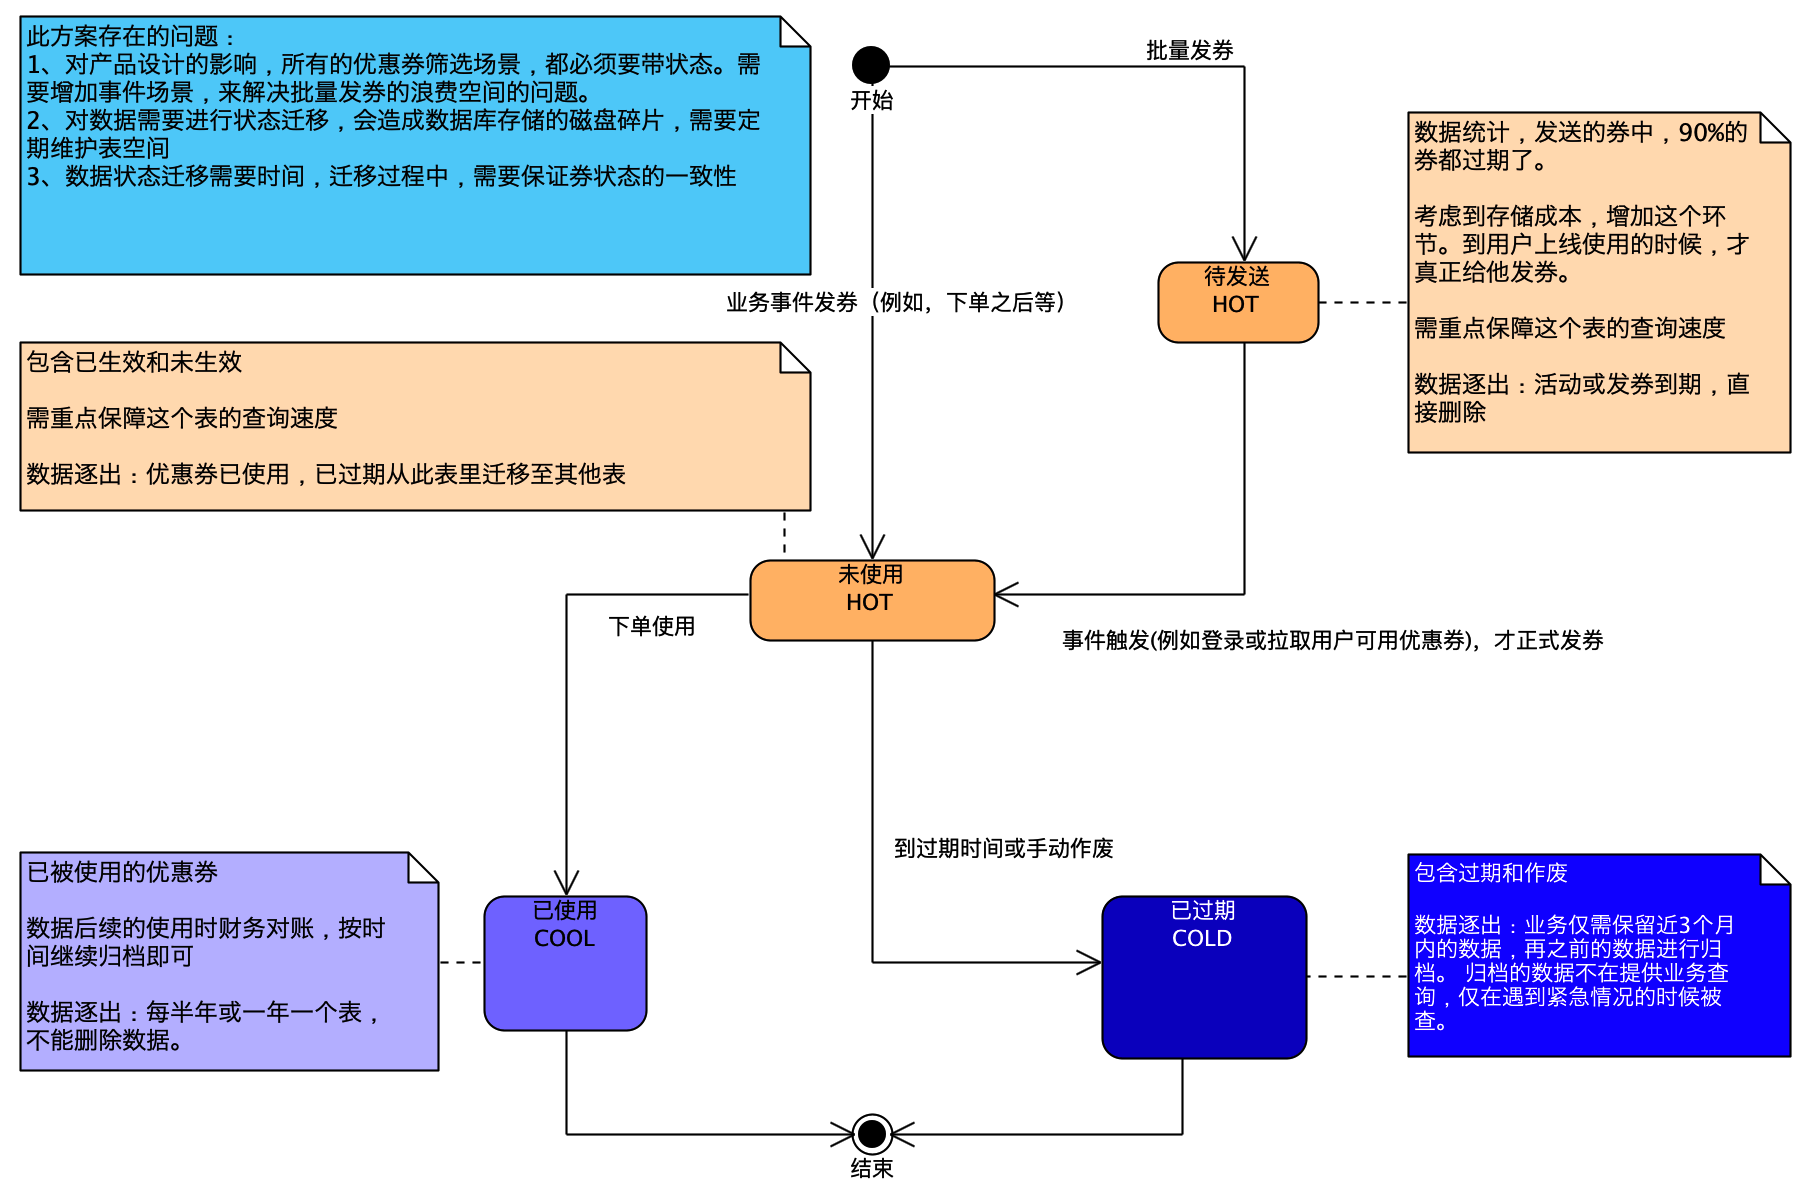 此方案存在的问题：
1、对产品设计的影响，所有的优惠券筛选场景，都必须要带状态。需
要增加事件场景，来解决批量发券的浪费空间的问题。
2、对数据需要进行状态迁移，会造成数据库存储的磁盘碎片，需要定
期维护表空间
3、数据状态迁移需要时间，迁移过程中，需要保证券状态的一致性
开始
批量发券
数据统计，发送的券中，90%的
券都过期了。
考虑到存储成本，增加这个环
节。到用户上线使用的时候，才
真正给他发券。
需重点保障这个表的查询速度
数据逐出：活动或发券到期，直
接删除
待发送
HOT
业务事件发券（例如，下单之后等）
包含已生效和未生效
需重点保障这个表的查询速度
数据逐出：优惠券已使用，已过期从此表里迁移至其他表
未使用
HOT
下单使用
事件触发(例如登录或拉取用户可用优惠券)，才正式发券
到过期时间或手动作废
已被使用的优惠券
数据后续的使用时财务对账，按时
间继续归档即可
数据逐出：每半年或一年一个表，
不能删除数据。
已使用
COOL
已过期
COLD
包含过期和作废
数据逐出：业务仅需保留近3个月
内的数据，再之前的数据进行归
档。 归档的数据不在提供业务查
询，仅在遇到紧急情况的时候被
查。
结束